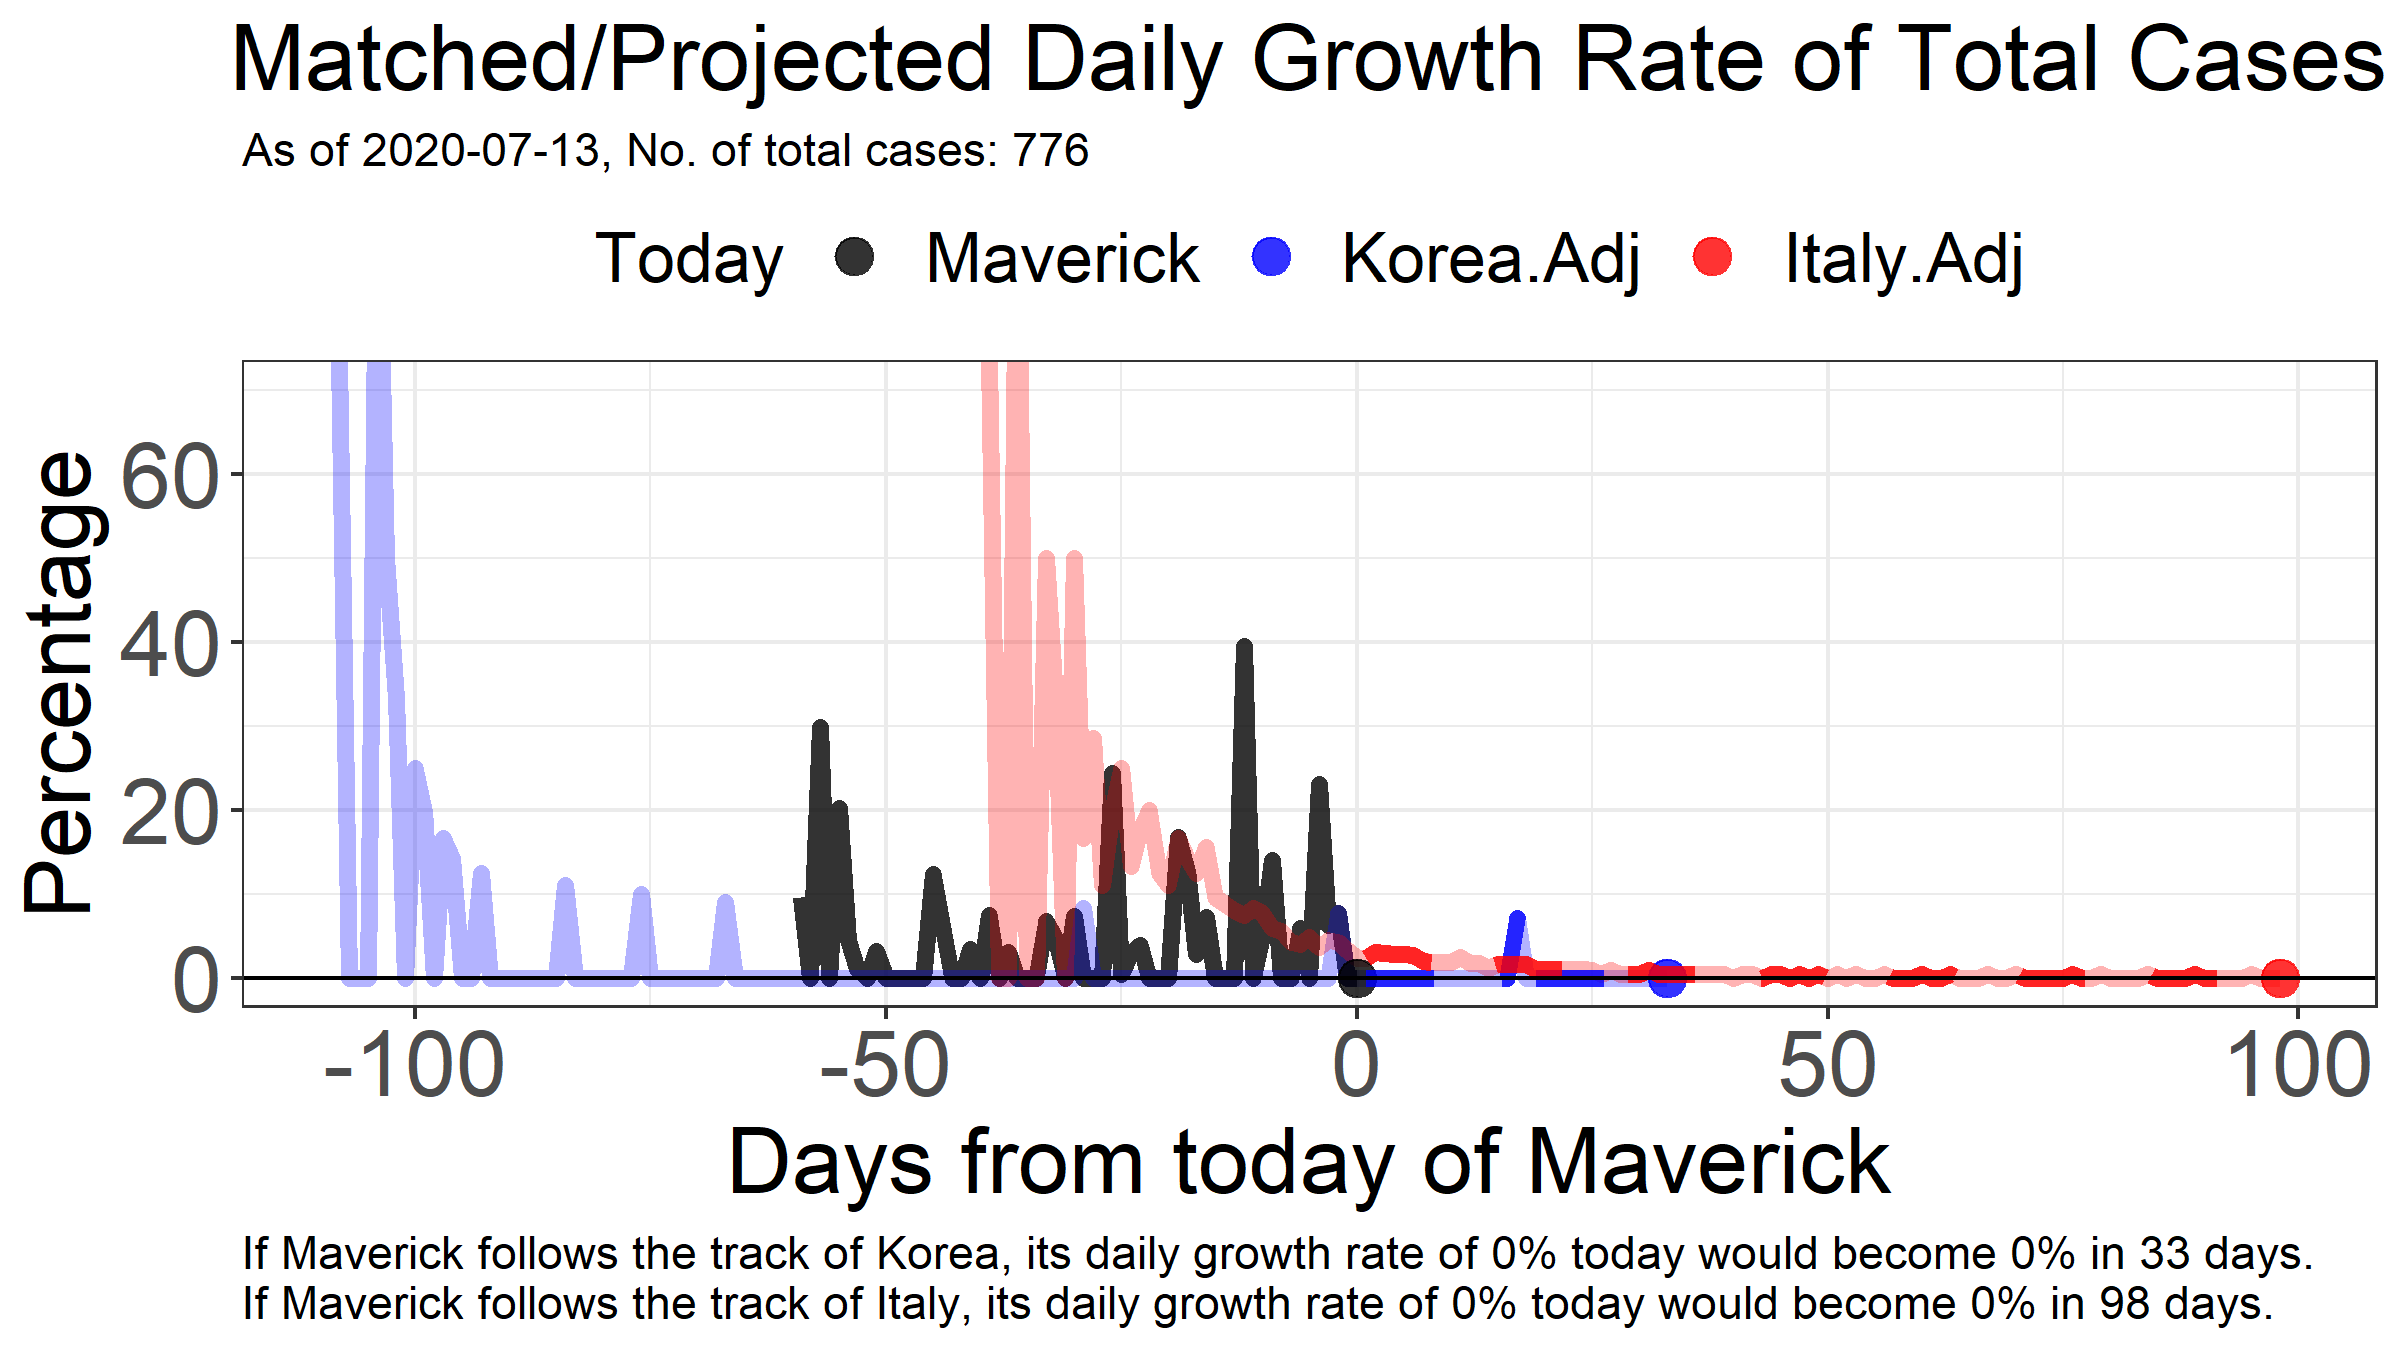 Matched/Projected Daily Growth Rate of Total Cases
As of 2020-07-13, No. of total cases: 776
Today Maverick Korea.Adj Italy.Adj
Percentage
60
40
20
0
-100 -50 0 50 100
Days from today of Maverick
If Maverick follows the track of Korea, its daily growth rate of 0% today would become 0% in 33 days.
If Maverick follows the track of Italy, its daily growth rate of 0% today would become 0% in 98 days.